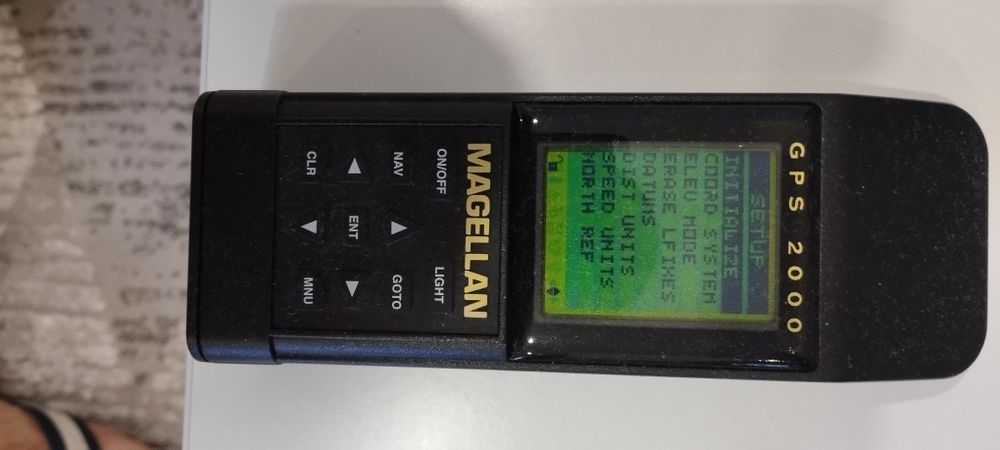 GPS 2000
SETUP
INITIALIZE
COORD SYSTEM
ELEV MODE
ERASE LFIXES
DATUMS
DIST UNITS
SPEED UNITS
NORTH REF
MAGELLAN
ON/OFF LIGHT
NAV GOTO
ENT
CLR MNU